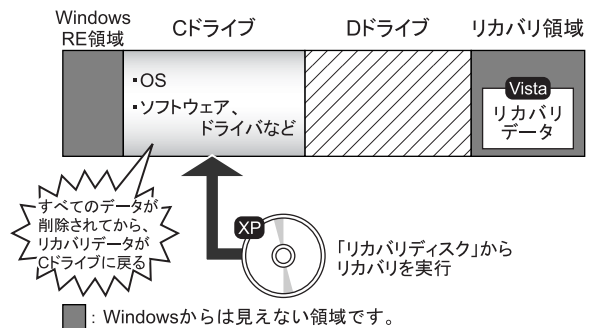 Windows
RE領域
Cドライブ
Dドライブ
リカバリ領域
・OS
・ソフトウェア、
ドライバなど
Vista
リカバリ
データ
すべてのデータが
削除されてから、
リカバリデータが
Cドライブに戻る
XP
「リカバリディスク」から
リカバリを実行
：Windowsからは見えない領域です。